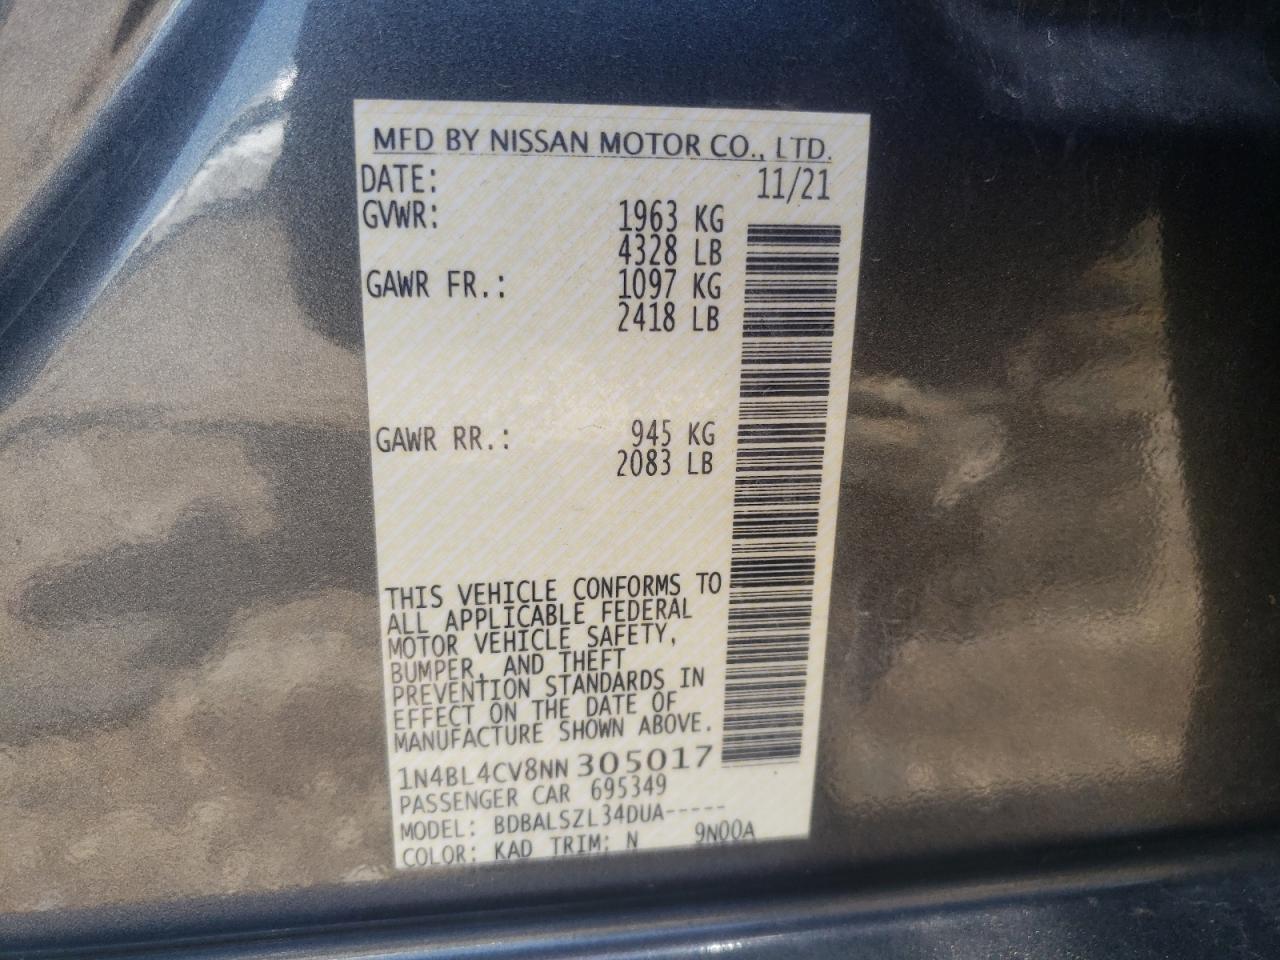 MFD BY NISSAN MOTOR CO., LTD.
DATE: 11/21
GVWR: 1963 KG
4328 LB
GAWR FR.: 1097 KG
2418 LB
GAWR RR.: 945 KG
2083 LB
THIS VEHICLE CONFORMS TO
ALL APPLICABLE FEDERAL
MOTOR VEHICLE SAFETY,
BUMPER, AND THEFT
PREVENTION STANDARDS IN
EFFECT ON THE DATE OF
MANUFACTURE SHOWN ABOVE.
1N4BL4CV8NN305017
PASSENGER CAR 695349
MODEL: BDBALSZL34DUA-----
COLOR: KAD TRIM: N 9N00A